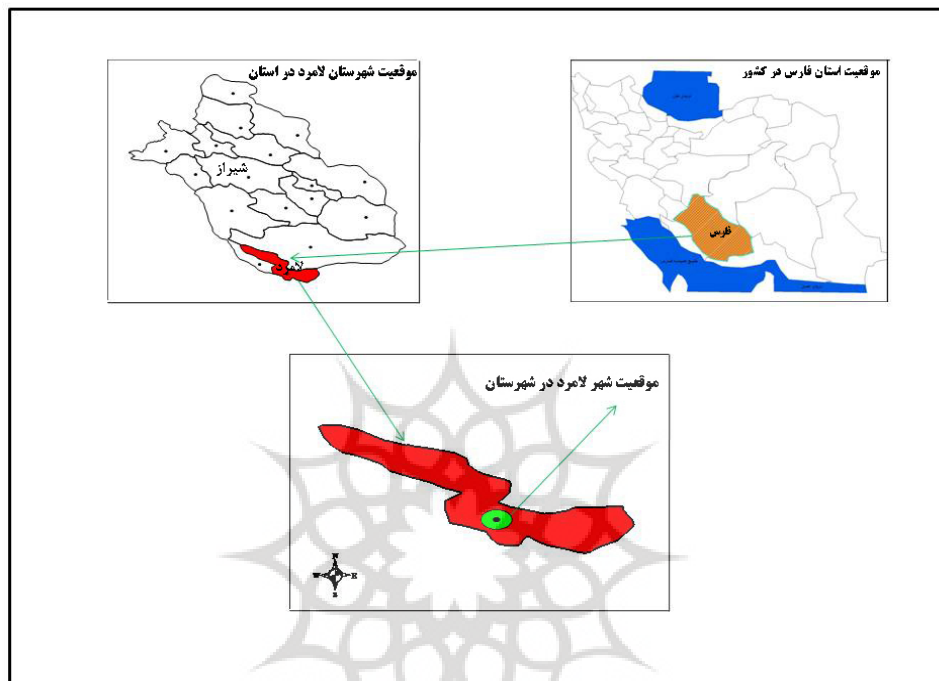 موقعیت استان فارس در کشور
فارس
موقعیت شهرستان لامرد در استان
شیراز
لامرد
موقعیت شهر لامرد در شهرستان
N
W E
S